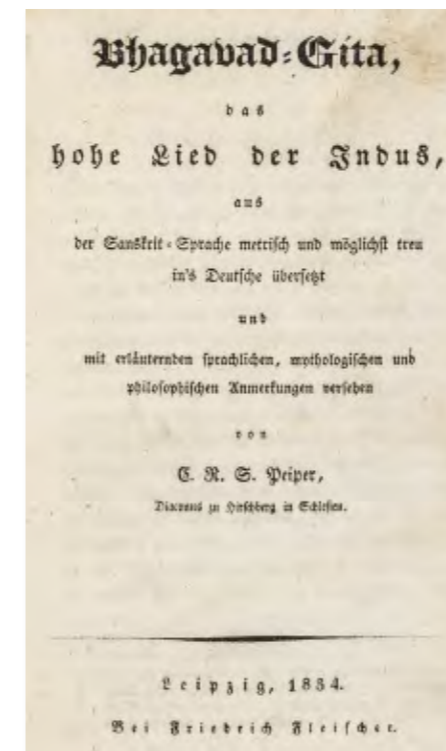 Bhagavad-Gita,
das
hohe Lied der Indus,
aus
der Sanskrit-Sprache metrisch und möglichst treu
in's Deutsche übersetzt
und
mit erläuternden sprachlichen, mythologischen und
philosophischen Anmerkungen versehen
von
C. R. S. Peiper,
Diaconus zu Hirschberg in Schlesien.
Leipzig, 1834.
Bei Friedrich Fleischer.